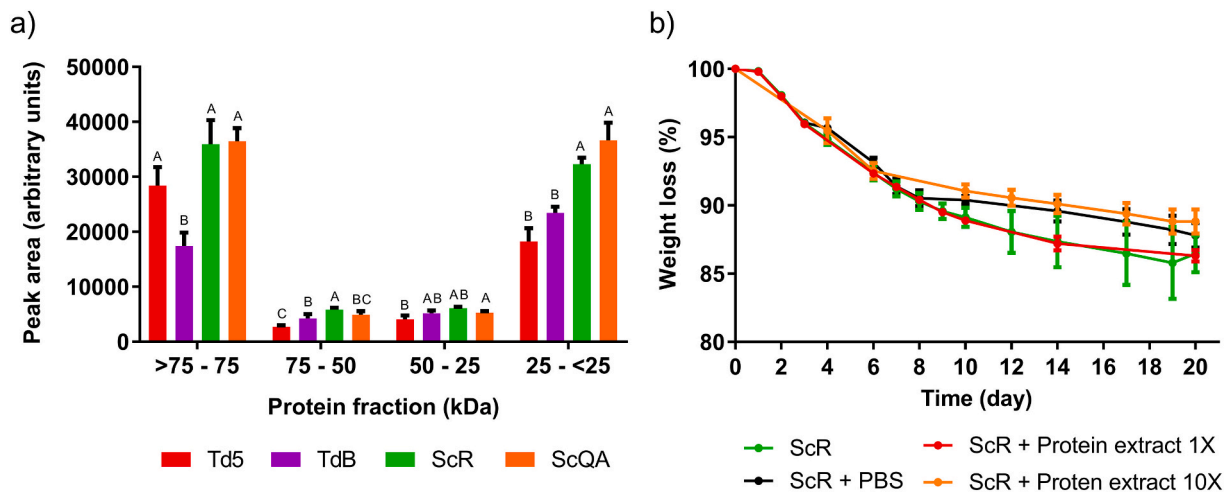 a)
Peak area (arbitrary units)
50000
40000
30000
20000
10000
0
A
B
A
A
C
B
A
BC
B
AB
AB
A
B
B
A
A
>75 - 75
75 - 50
50 - 25
25 - <25
Protein fraction (kDa)
Td5
TdB
ScR
ScQA
b)
Weight loss (%)
100
95
90
85
80
0
2
4
6
8
10
12
14
16
18
20
Time (day)
ScR
ScR + Protein extract 1X
ScR + PBS
ScR + Proten extract 10X